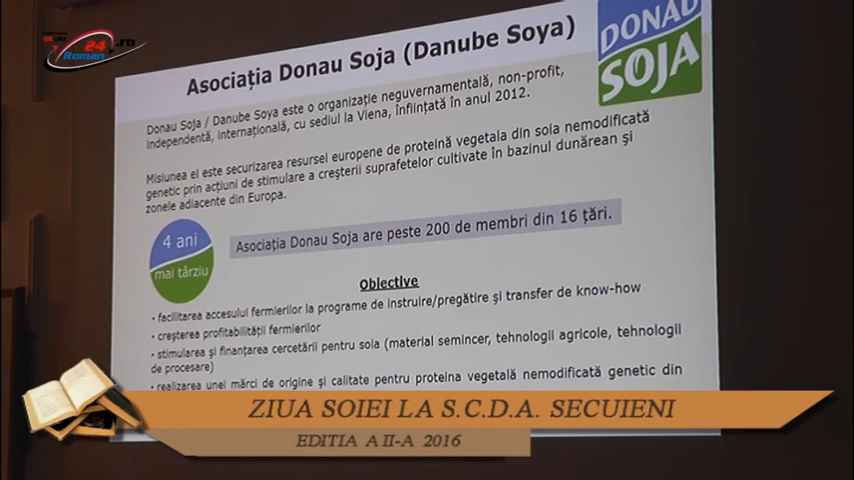 24.ro
Roman
Asociația Donau Soja (Danube Soya)
DONAU
SOJA
Donau Soja / Danube Soya este o organizație neguvernamentală, non-profit,
independentă, internațională, cu sediul la Viena, înființată în anul 2012.
Misiunea ei este securizarea resursei europene de proteină vegetala din soia nemodificată
genetic prin acțiuni de stimulare a creșterii suprafetelor cultivate în bazinul dunărean și
zonele adiacente din Europa.
4 ani
mai târziu
Asociația Donau Soja are peste 200 de membri din 16 țări.
Obiective
• facilitarea accesului fermierilor la programe de instruire/pregătire și transfer de know-how
• creșterea profitabilității fermierilor
• stimularea și finanțarea cercetării pentru soia (material semincer, tehnologii agricole, tehnologii
de procesare)
• realizarea unei mărci de origine și calitate pentru proteina vegetală nemodificată genetic din
ZIUA SOIEI LA S.C.D.A. SECUIENI
EDITIA A II-A 2016